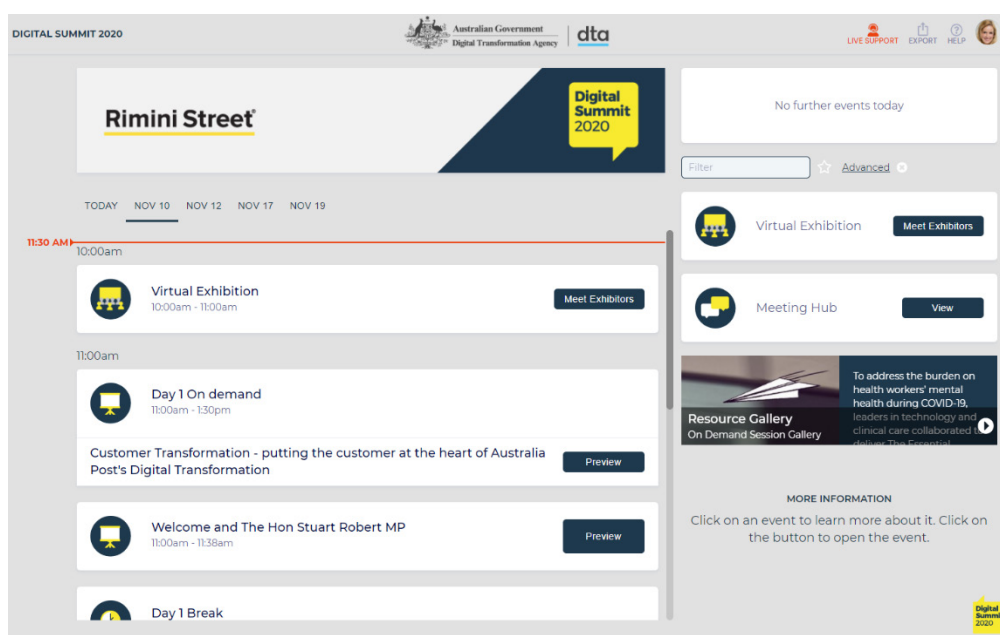 DIGITAL SUMMIT 2020
Australian Government
Digital Transformation Agency
dta
LIVE SUPPORT
EXPORT
HELP
Rimini Street
Digital
Summit
2020
TODAY NOV 10 NOV 12 NOV 17 NOV 19
11:30 AM
10:00am
Virtual Exhibition
10:00am - 11:00am
Meet Exhibitors
11:00am
Day 1 On demand
11:00am - 1:30pm
Customer Transformation - putting the customer at the heart of Australia
Post's Digital Transformation
Preview
Welcome and The Hon Stuart Robert MP
11:00am - 11:38am
Preview
Day 1 Break
No further events today
Filter
Advanced
Virtual Exhibition
Meet Exhibitors
Meeting Hub
View
Resource Gallery
On Demand Session Gallery
To address the burden on
health workers' mental
health during COVID-19,
leaders in technology and
clinical care collaborated t
deliver The Essential
MORE INFORMATION
Click on an event to learn more about it. Click on
the button to open the event.
Digital
Summi
2020